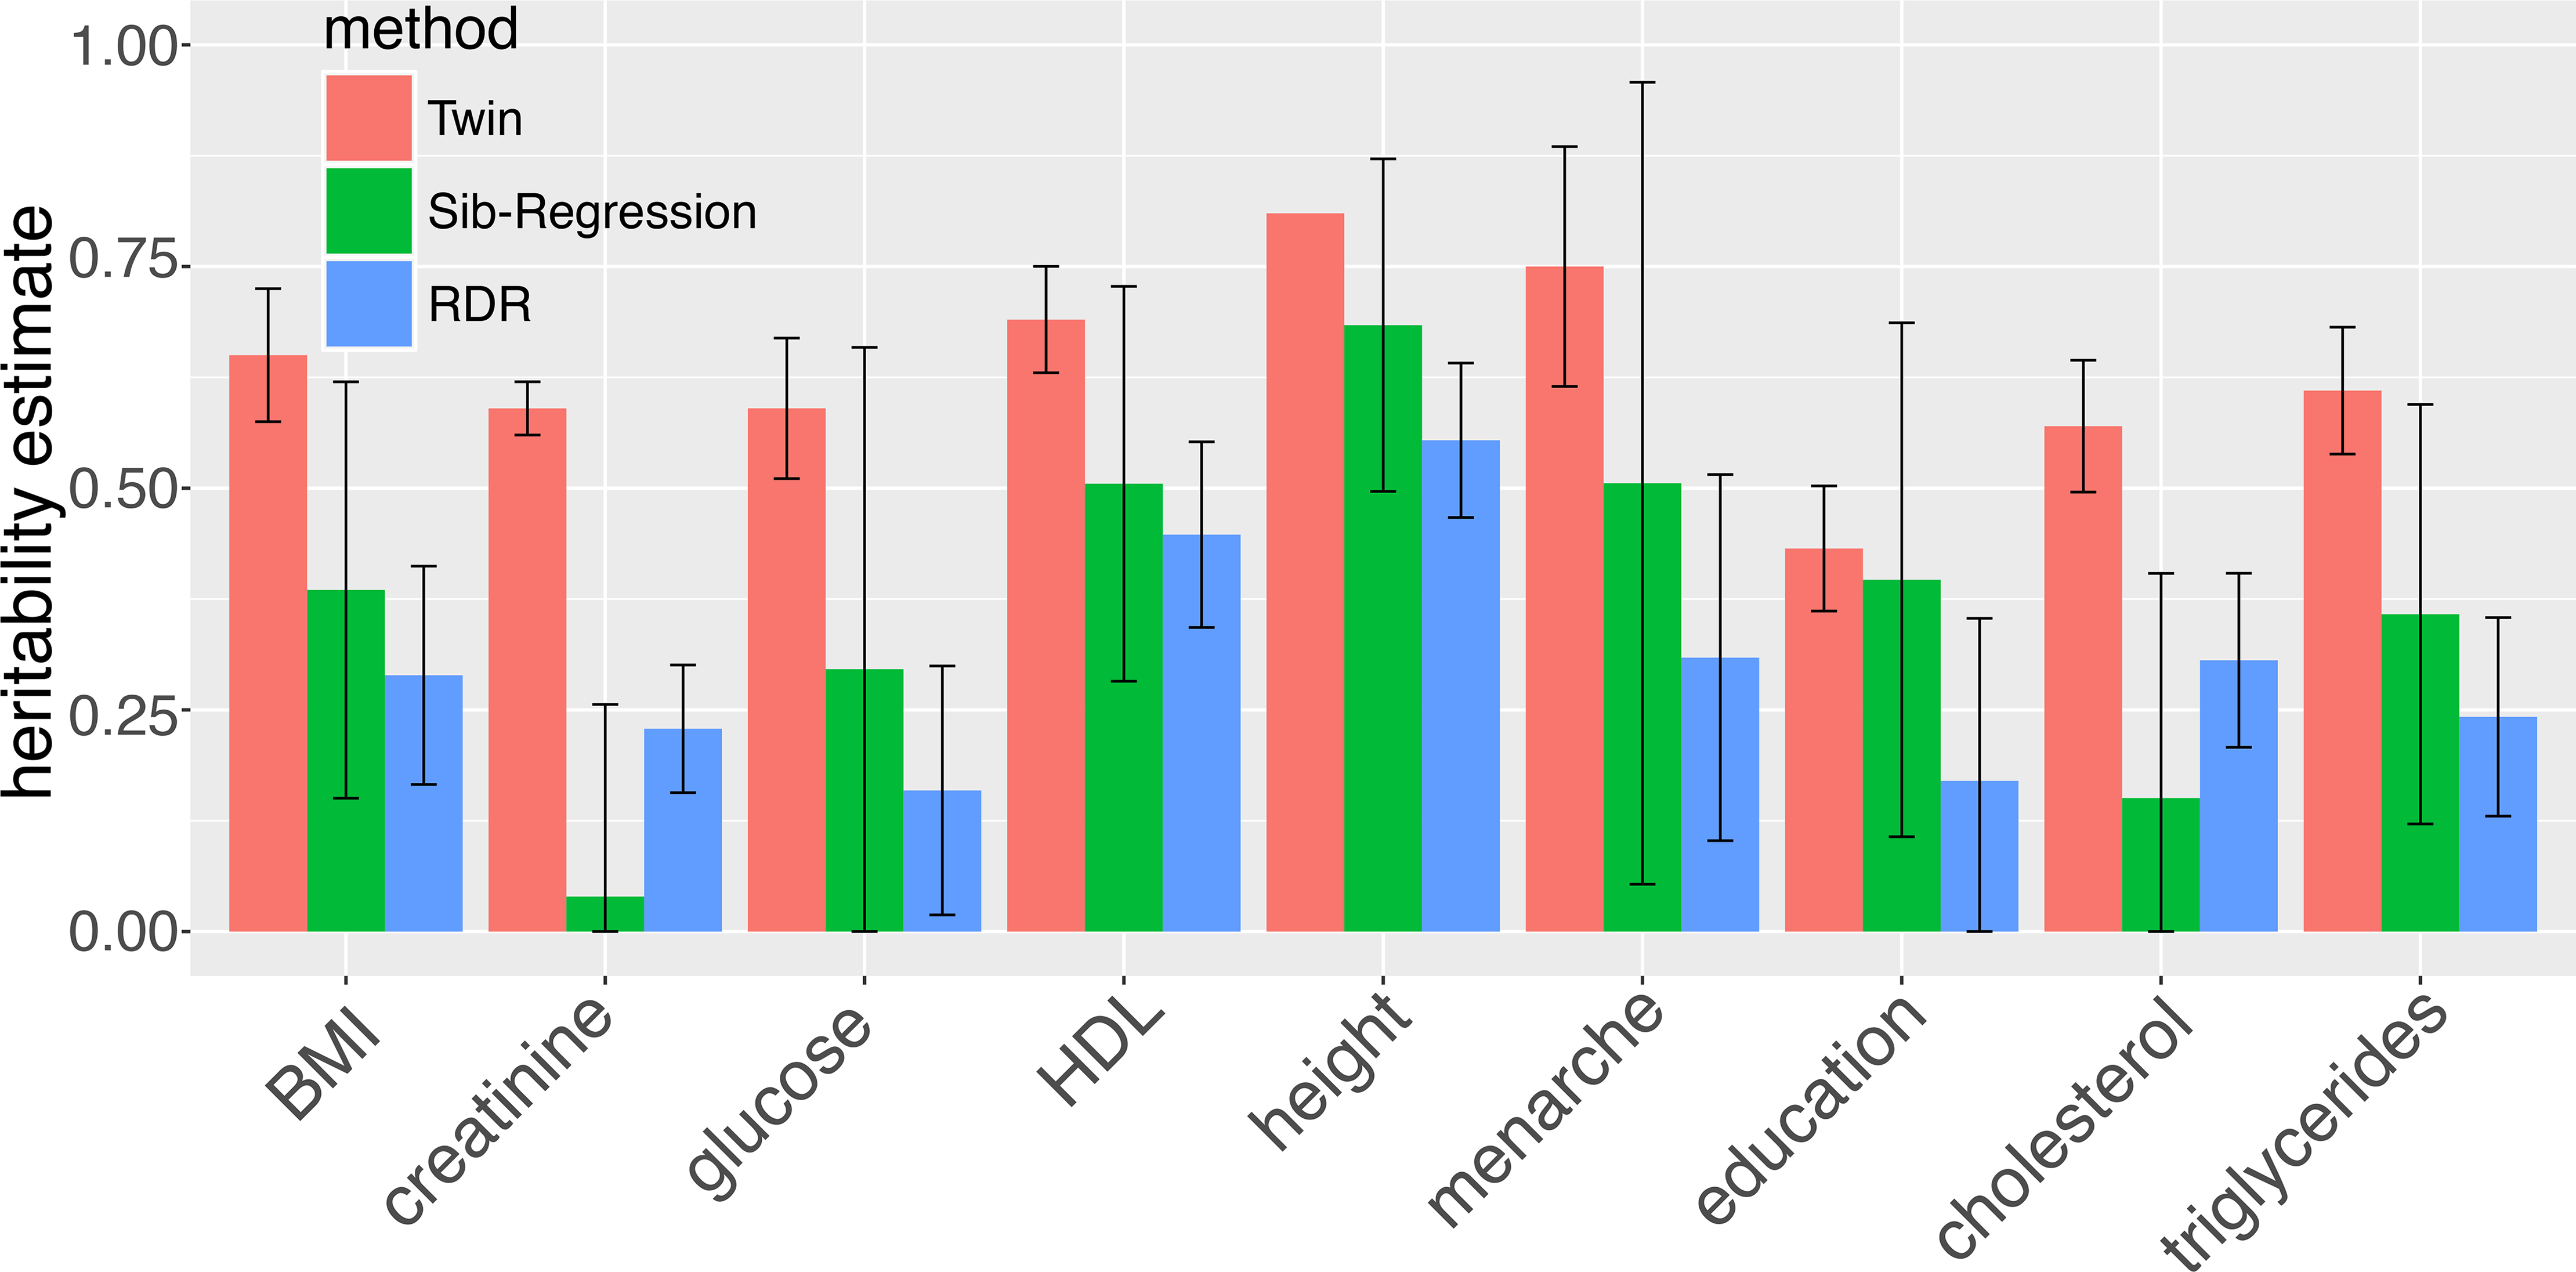 method
Twin
Sib-Regression
RDR
heritability estimate
1.00
0.75
0.50
0.25
0.00
BMI
creatinine
glucose
HDL
height
menarche
education
cholesterol
triglycerides